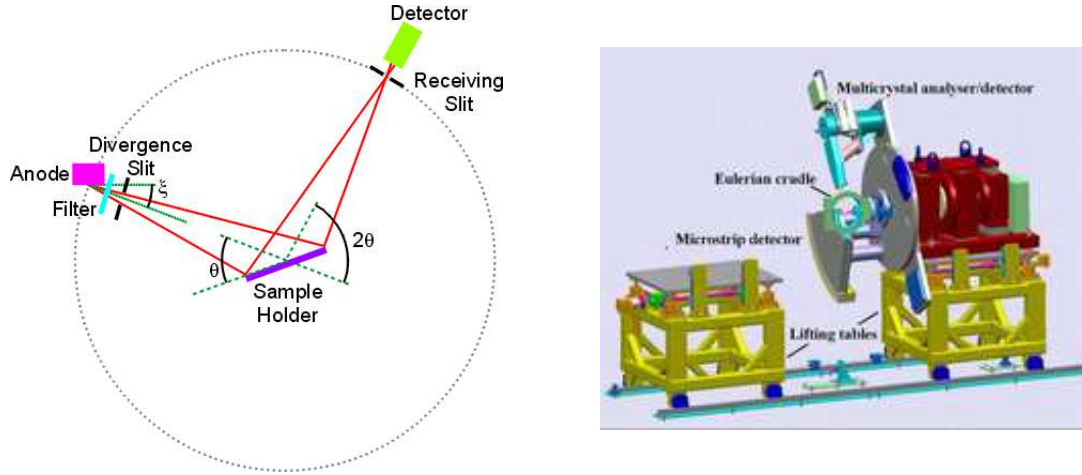 Detector
Receiving
Slit
Divergence
Slit
Anode
ξ
Filter
θ
2θ
Sample
Holder
Multicrystal analyser/detector
Eulerian cradle
Microstrip detector
Lifting tables